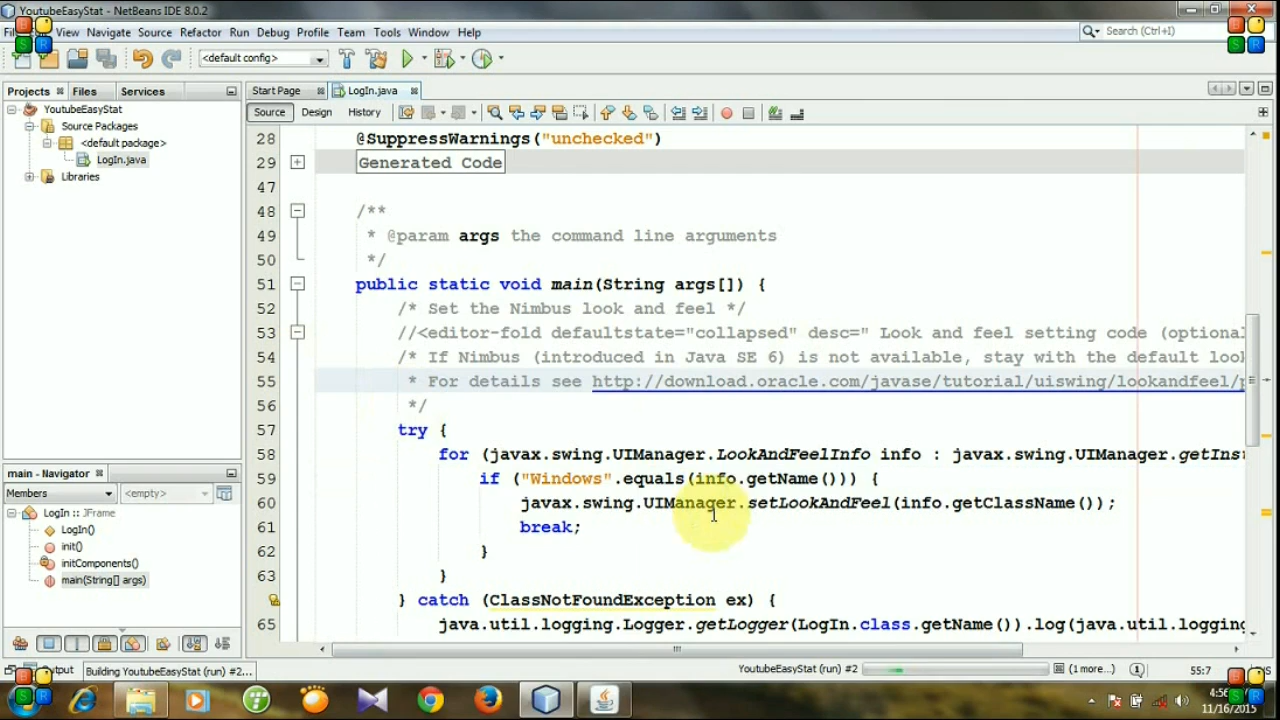 YoutubeEasyStat - NetBeans IDE 8.0.2
View Navigate Source Refactor Run Debug Profile Team Tools Window Help
Search (Ctrl+I)
<default config>
Projects Files Services
Start Page LogIn.java
Source Design History
YoutubeEasyStat
Source Packages
<default package>
LogIn.java
Libraries
28 @SuppressWarnings("unchecked")
29 Generated Code
47
48 /**
49 * @param args the command line arguments
50 */
51 public static void main(String args[]) {
52 /* Set the Nimbus look and feel */
53 //<editor-fold defaultstate="collapsed" desc=" Look and feel setting code (optional
54 /* If Nimbus (introduced in Java SE 6) is not available, stay with the default loo
55 * For details see http://download.oracle.com/javase/tutorial/uiswing/lookandfeel/p
56 */
57 try {
58 for (javax.swing.UIManager.LookAndFeelInfo info : javax.swing.UIManager.getIns
59 if ("Windows".equals(info.getName())) {
60 javax.swing.UIManager.setLookAndFeel(info.getClassName());
61 break;
62 }
63 }
} catch (ClassNotFoundException ex) {
65 java.util.logging.Logger.getLogger(LogIn.class.getName()).log(java.util.logging
main - Navigator
Members <empty>
LogIn :: JFrame
LogIn()
init()
initComponents()
main(String[] args)
Output Building YoutubeEasyStat (run) #2...
YoutubeEasyStat (run) #2 (1 more...) 55:7
11/16/2015